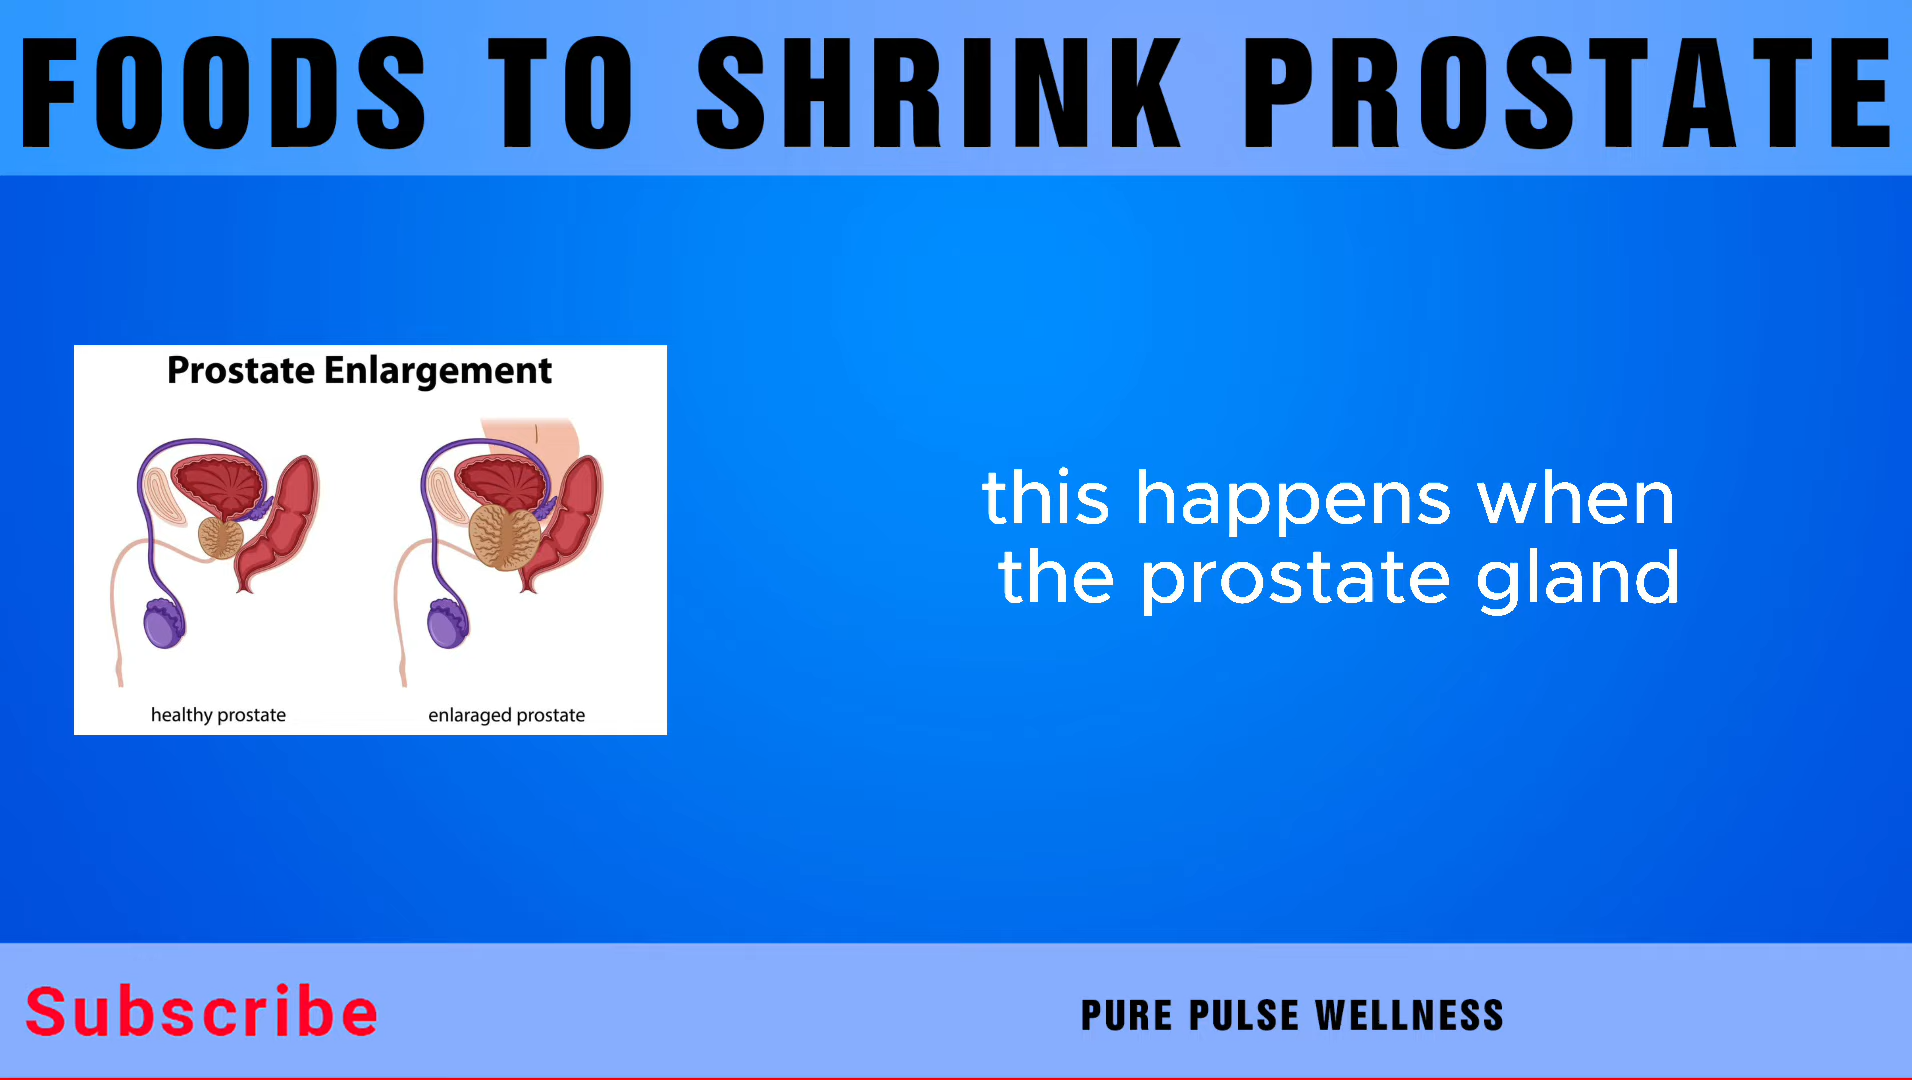 FOODS TO SHRINK PROSTATE
Prostate Enlargement
healthy prostate
enlaraged prostate
this happens when
the prostate gland
Subscribe
PURE PULSE WELLNESS